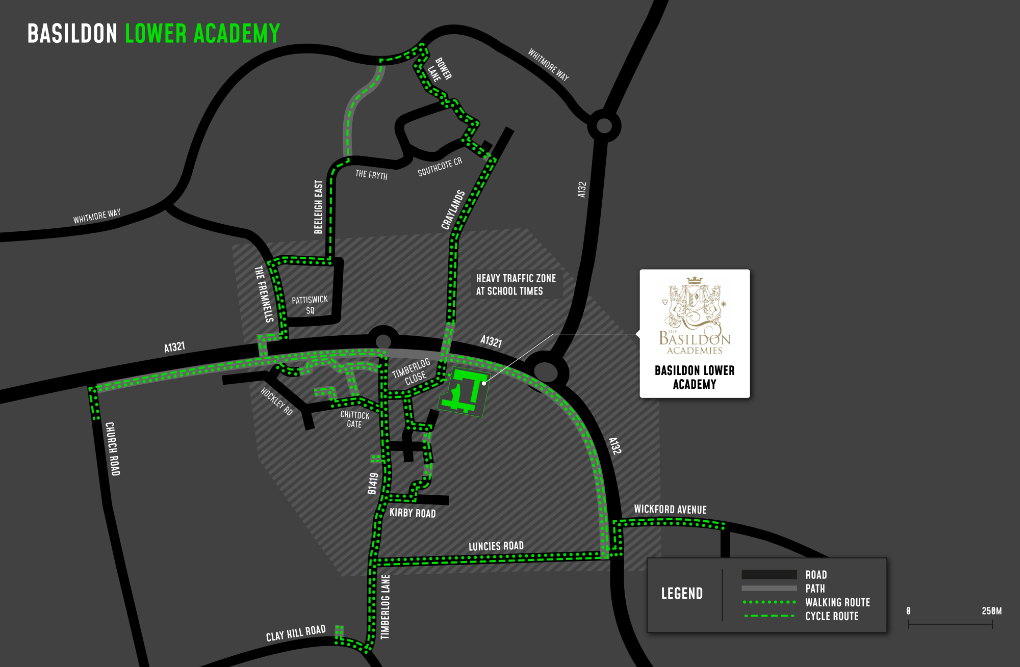 BASILDON LOWER ACADEMY
BOWER
LANE
WHITMORE WAY
THE FRYTH
SOUTHCOTE CR
A132
BEELEIGH EAST
CRAYLANDS
WHITMORE WAY
HEAVY TRAFFIC ZONE
AT SCHOOL TIMES
THE FREMNELLS
PATTISWICK
SQ
THE
BASILDON
ACADEMIES
BASILDON LOWER
ACADEMY
A1321
A1321
TIMBERLOG
CLOSE
HOCKLEY RD
CHITTOCK
GATE
CHURCH ROAD
A132
B1419
KIRBY ROAD
WICKFORD AVENUE
LUNCIES ROAD
TIMBERLOG LANE
CLAY HILL ROAD
LEGEND
ROAD
PATH
WALKING ROUTE
CYCLE ROUTE
0 250M